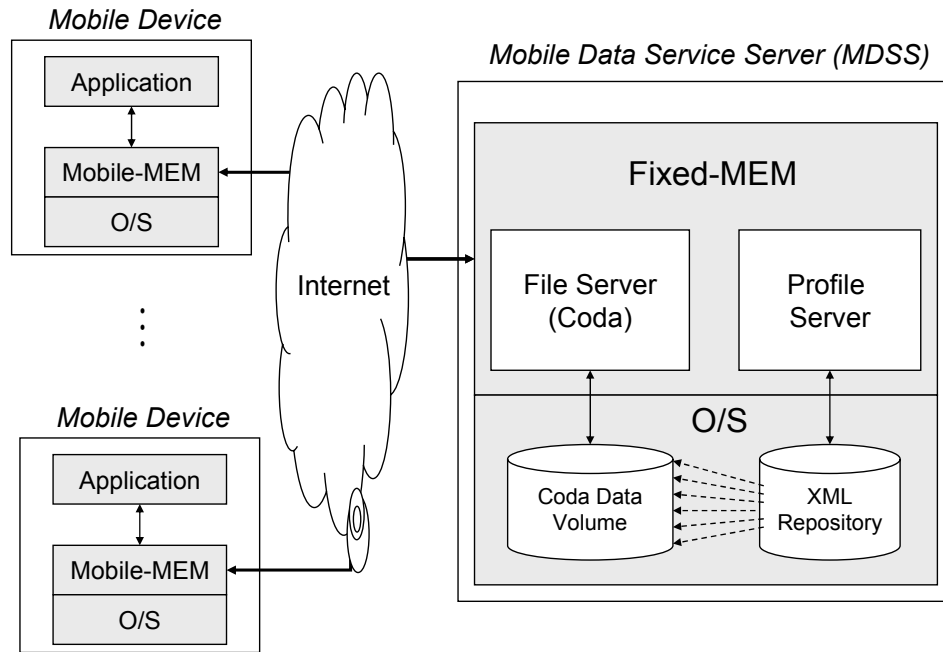 Mobile Device
Application
Mobile-MEM
O/S
Mobile Device
Application
Mobile-MEM
O/S
Internet
Mobile Data Service Server (MDSS)
Fixed-MEM
File Server
(Coda)
Profile
Server
O/S
Coda Data
Volume
XML
Repository